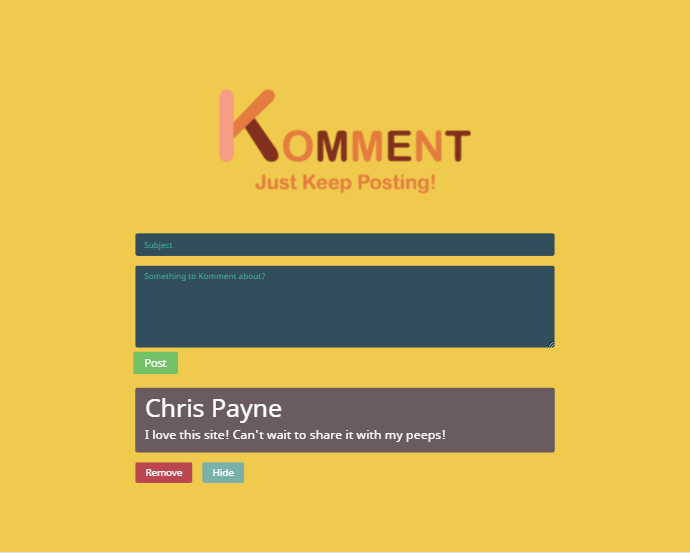 KOMMENT
Just Keep Posting!
Subject
Something to Komment about?
Post
Chris Payne
I love this site! Can't wait to share it with my peeps!
Remove Hide